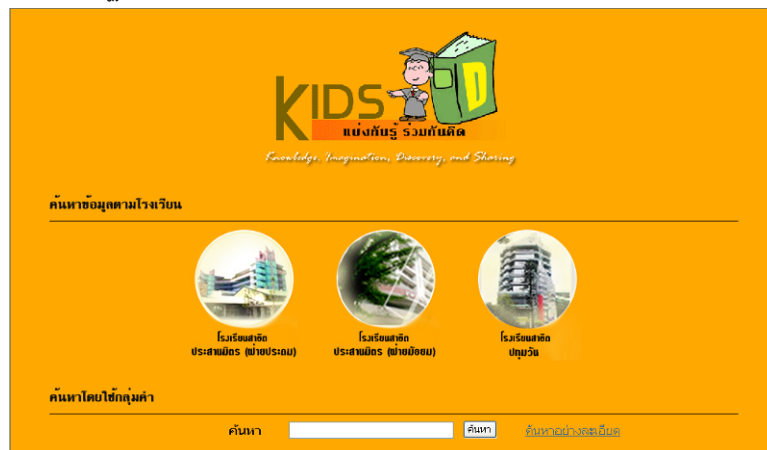 KIDS
D
แบ่งกันรู้ ร่วมกันคิด
Knowledge, Imagination, Discovery, and Sharing
ค้นหาข้อมูลตามโรงเรียน
โรงเรียนสาธิต
ประสานมิตร (ฝ่ายประถม)
โรงเรียนสาธิต
ประสานมิตร (ฝ่ายมัธยม)
โรงเรียนสาธิต
ปทุมวัน
ค้นหาโดยใช้กลุ่มคำ
ค้นหา ค้นหา ค้นหาอย่างละเอียด